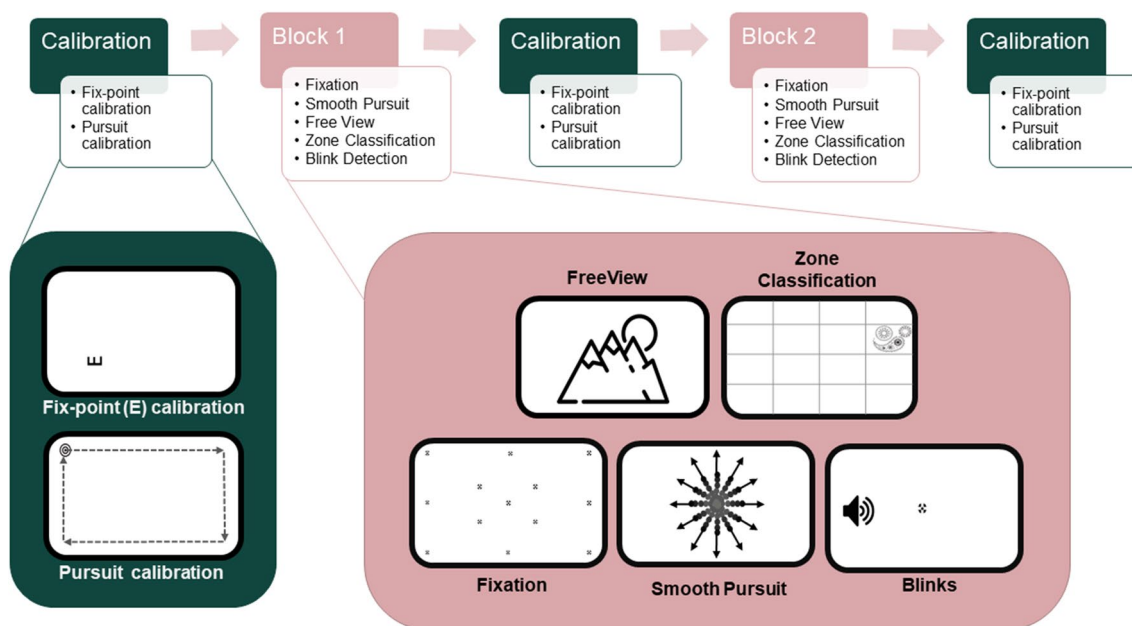 Calibration
• Fix-point
calibration
• Pursuit
calibration
Block 1
• Fixation
• Smooth Pursuit
• Free View
• Zone Classification
• Blink Detection
Calibration
• Fix-point
calibration
• Pursuit
calibration
Block 2
• Fixation
• Smooth Pursuit
• Free View
• Zone Classification
• Blink Detection
Calibration
• Fix-point
calibration
• Pursuit
calibration
E
Fix-point (E) calibration
Pursuit calibration
FreeView
Zone
Classification
Fixation
Smooth Pursuit
Blinks